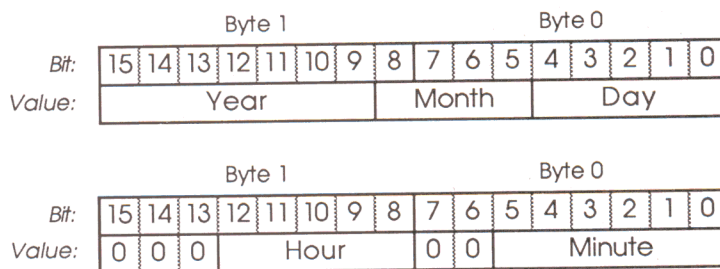 Byte 1 Byte 0
Bit: 15 14 13 12 11 10 9 8 7 6 5 4 3 2 1 0
Value: Year Month Day
Byte 1 Byte 0
Bit: 15 14 13 12 11 10 9 8 7 6 5 4 3 2 1 0
Value: 0 0 0 Hour 0 0 Minute